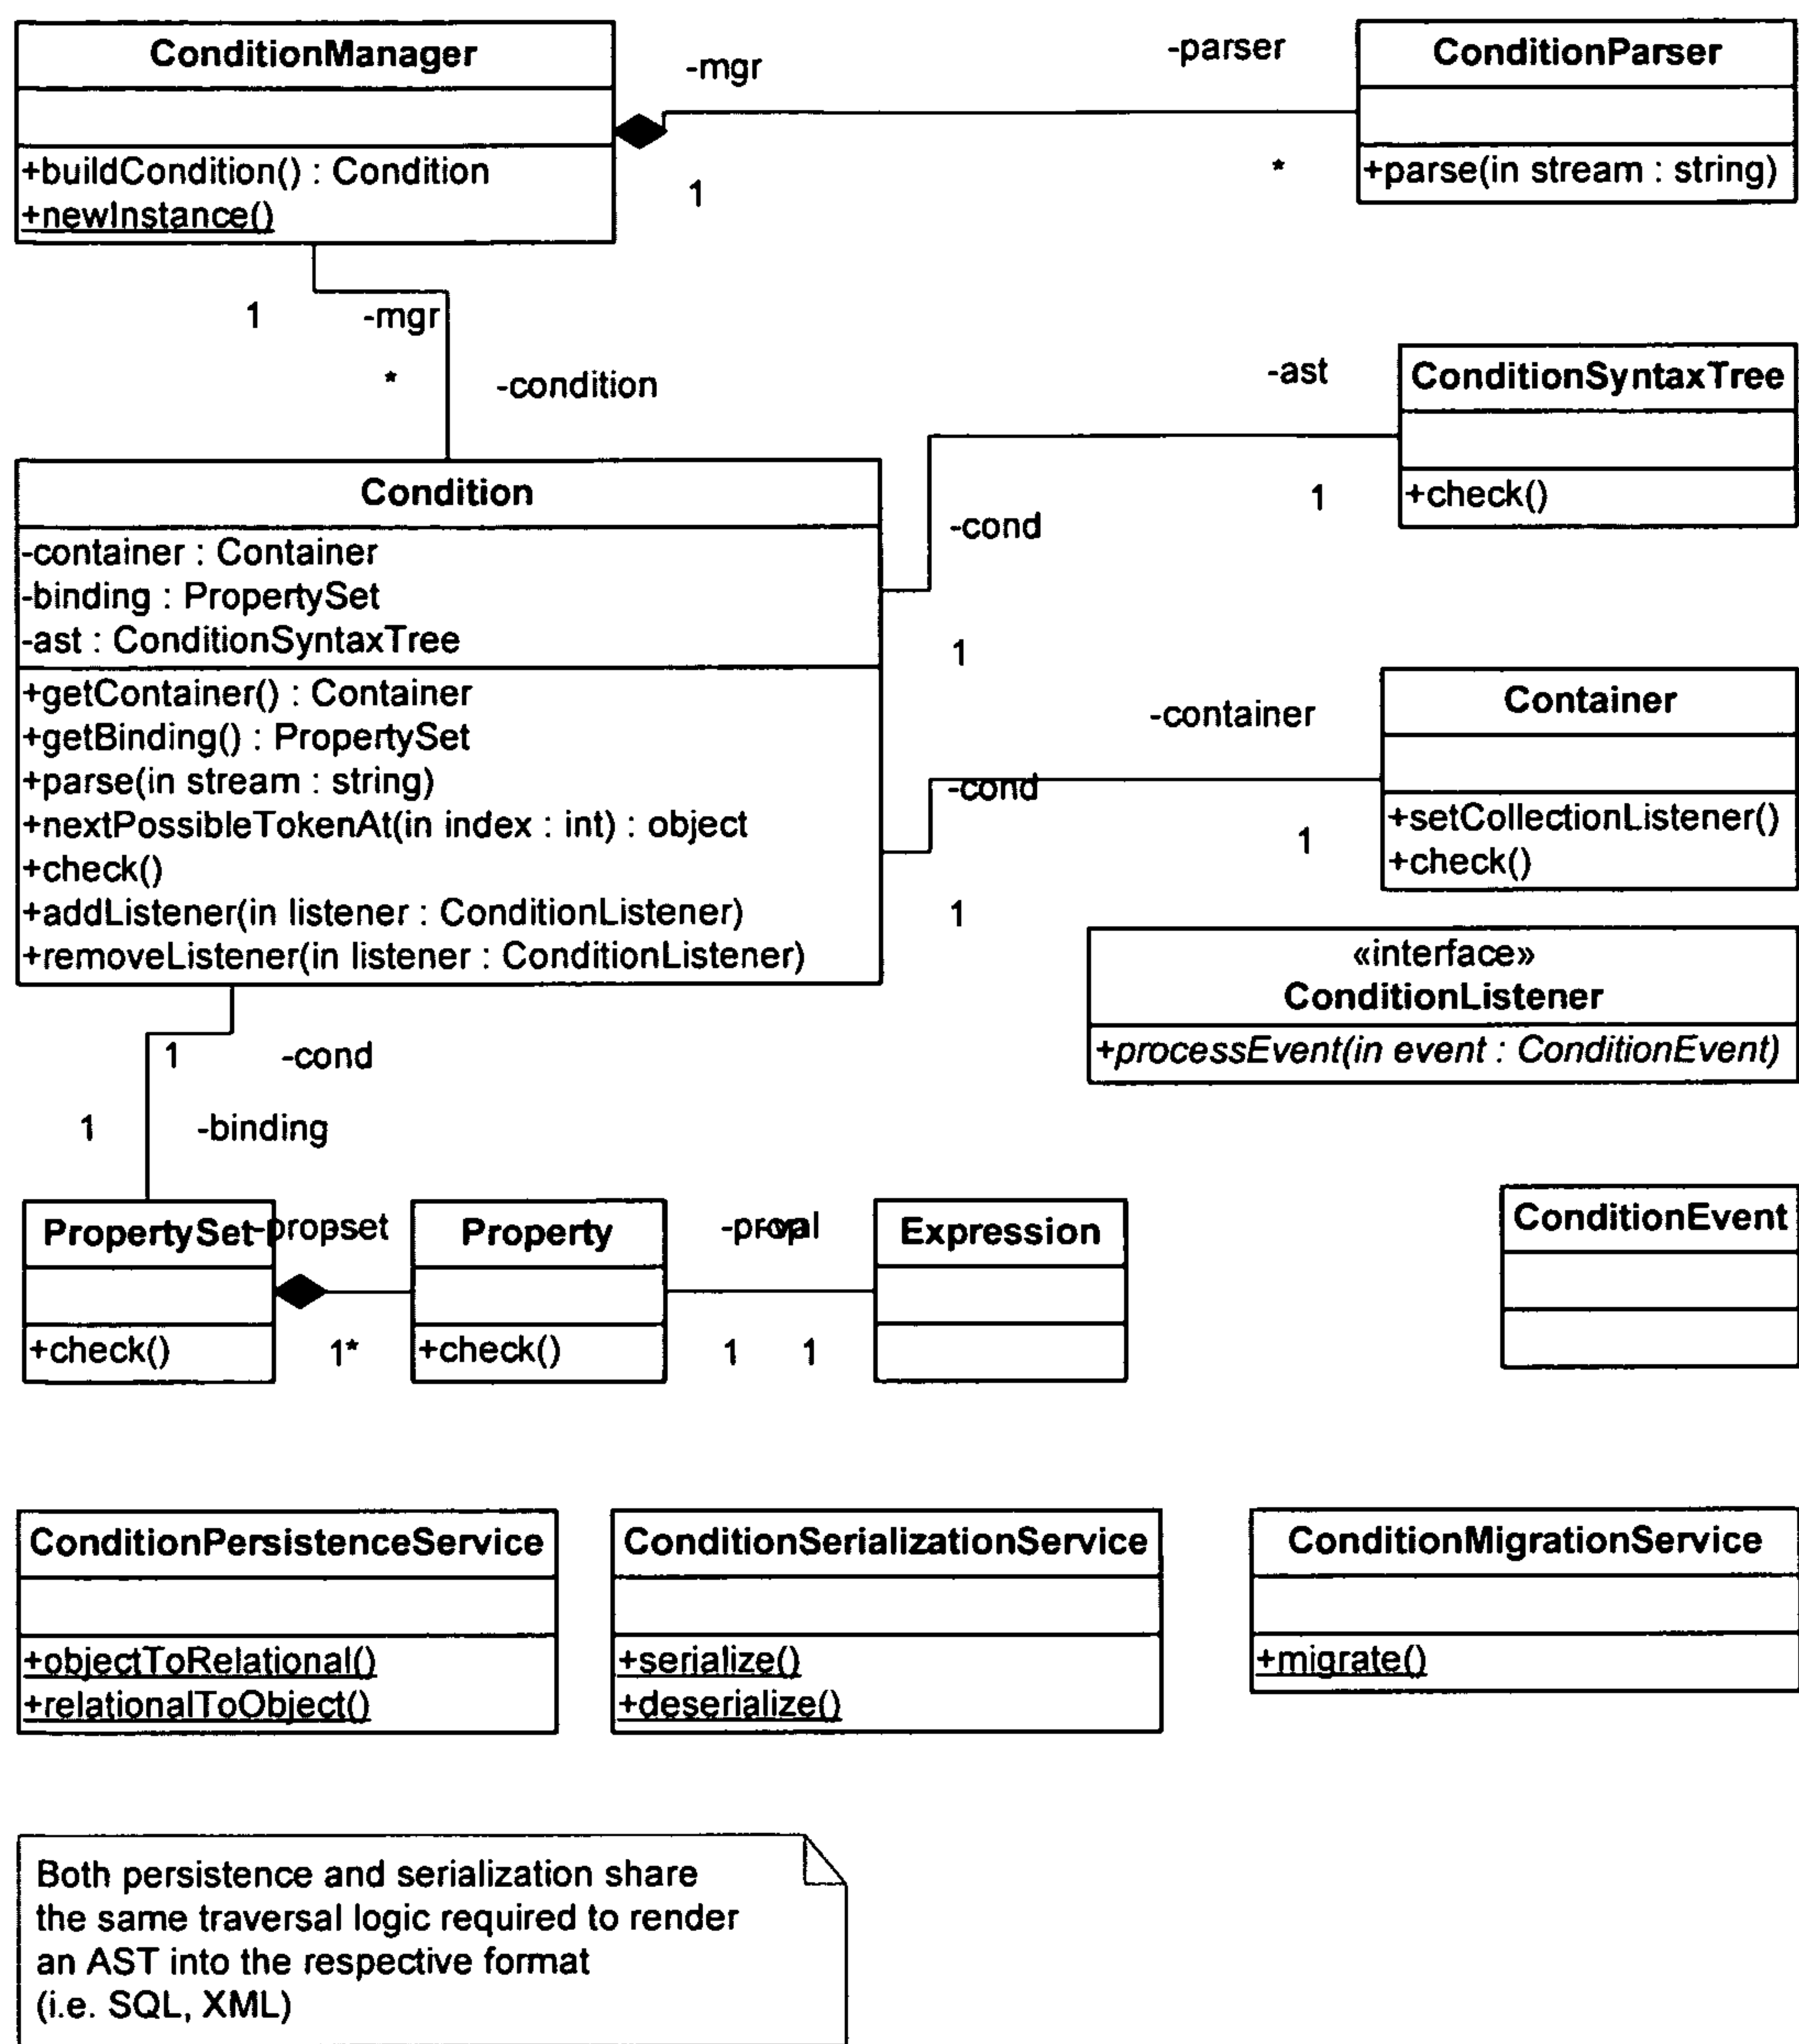 ConditionManager
+buildCondition() : Condition
+newInstance()
-mgr
1
-parser
*
ConditionParser
+parse(in stream : string)
1
-mgr
*
-condition
Condition
-container : Container
-binding : PropertySet
-ast : ConditionSyntaxTree
+getContainer() : Container
+getBinding() : PropertySet
+parse(in stream : string)
+nextPossibleTokenAt(in index : int) : object
+check()
+addListener(in listener : ConditionListener)
+removeListener(in listener : ConditionListener)
-cond
1
-ast
1
ConditionSyntaxTree
+check()
-cond
1
-container
1
Container
+setCollectionListener()
+check()
«interface»
ConditionListener
+processEvent(in event : ConditionEvent)
1
-cond
1
-binding
PropertySet
+check()
-propset
1*
Property
+check()
-prop
-val
1
1
Expression
ConditionEvent
ConditionPersistenceService
+objectToRelational()
+relationalToObject()
ConditionSerializationService
+serialize()
+deserialize()
ConditionMigrationService
+migrate()
Both persistence and serialization share
the same traversal logic required to render
an AST into the respective format
(i.e. SQL, XML)